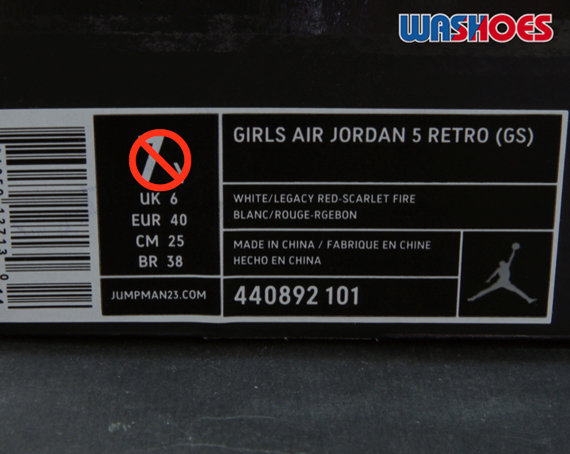 WASHOES
GIRLS AIR JORDAN 5 RETRO (GS)
UK 6
EUR 40
CM 25
BR 38
WHITE/LEGACY RED-SCARLET FIRE
BLANC/ROUGE-RGEBON
MADE IN CHINA / FABRIQUE EN CHINE
HECHO EN CHINA
JUMPMAN23.COM
440892 101